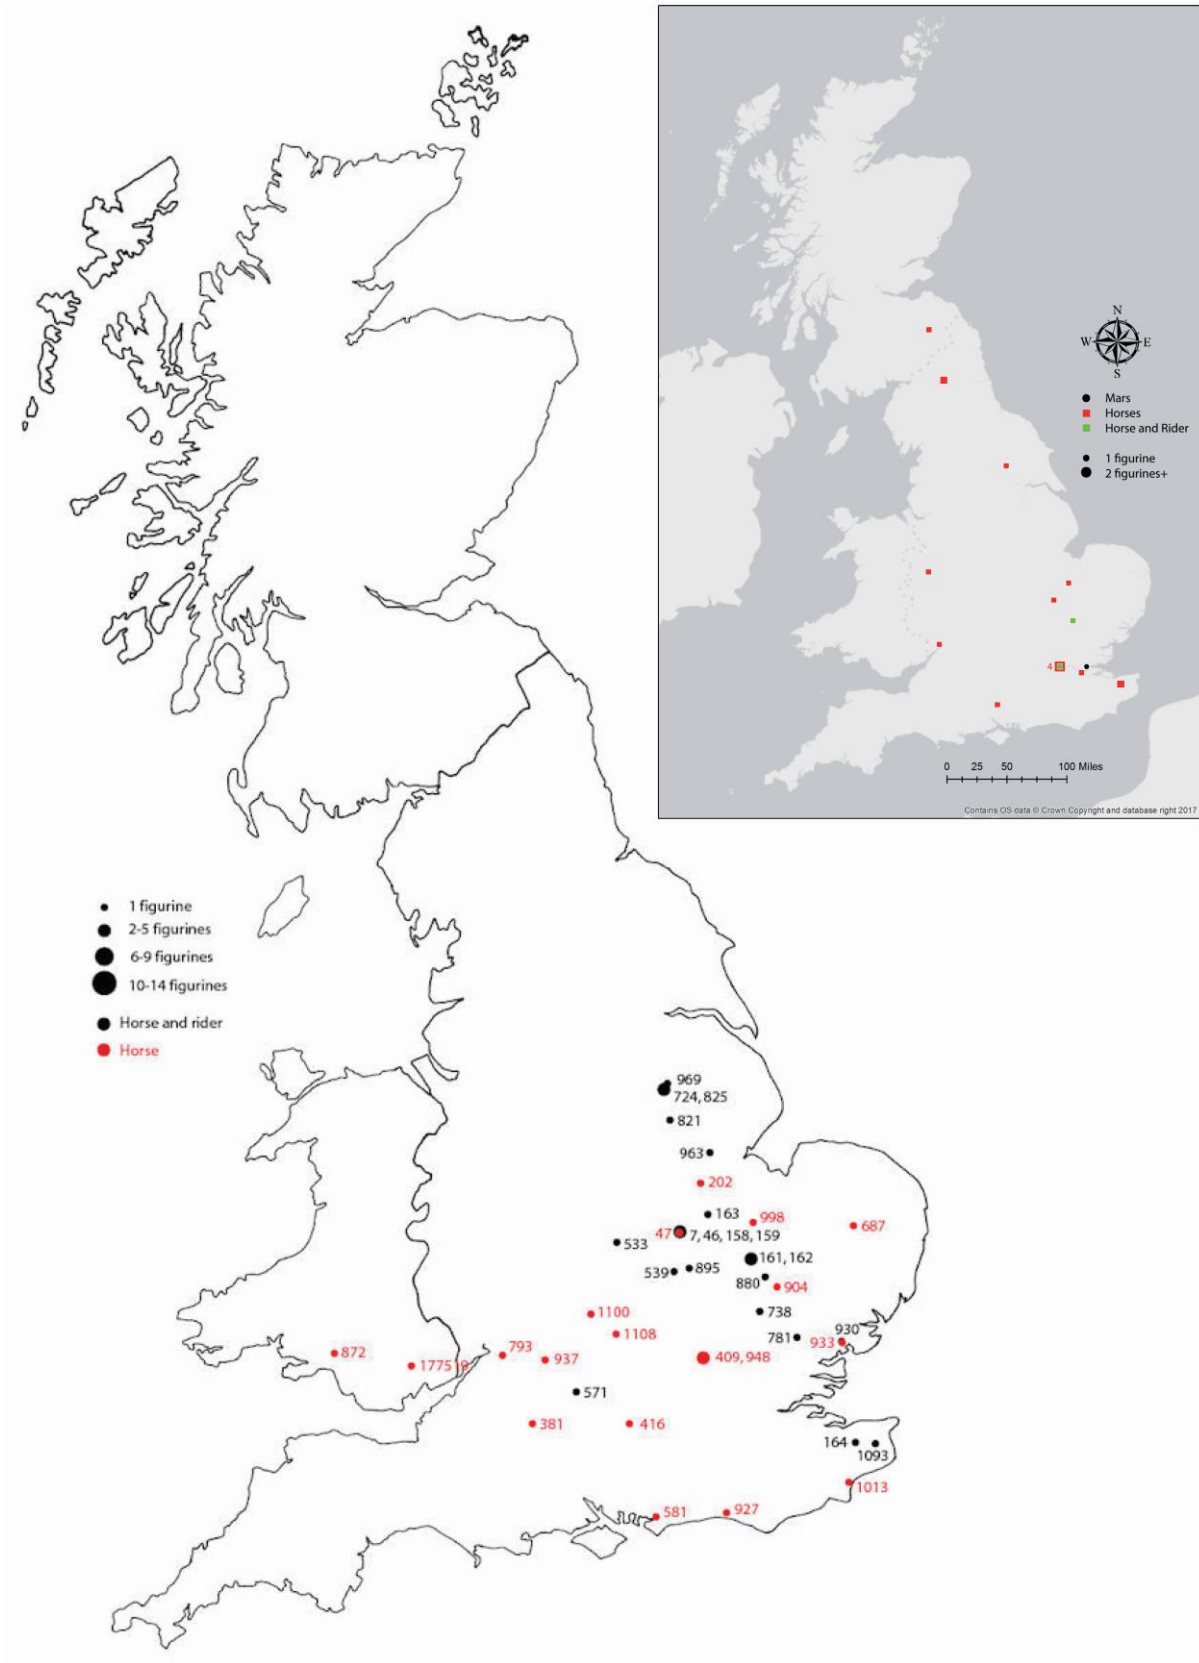 N
W E
S
Mars
Horses
Horse and Rider
1 figurine
2 figurines+
4
0 25 50 100 Miles
Contains OS data © Crown Copyright and database right 2017
1 figurine
2-5 figurines
6-9 figurines
10-14 figurines
Horse and rider
Horse
969
724, 825
821
963
202
163
998
687
47
7, 46, 158, 159
533
161, 162
895
539
880
904
1100
738
1108
781
930
933
872
793
937
409, 948
571
381
416
164
1093
1013
581
927